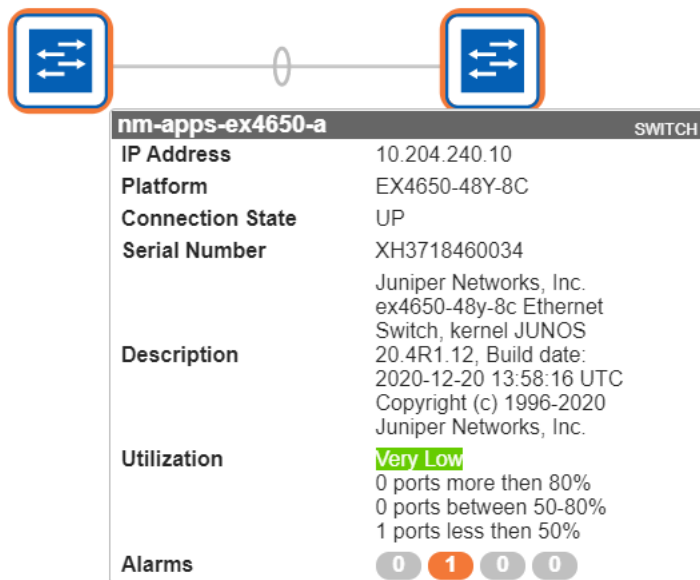 nm-apps-ex4650-a SWITCH
IP Address 10.204.240.10
Platform EX4650-48Y-8C
Connection State UP
Serial Number XH3718460034
Juniper Networks, Inc.
ex4650-48y-8c Ethernet
Switch, kernel JUNOS
Description 20.4R1.12, Build date:
2020-12-20 13:58:16 UTC
Copyright (c) 1996-2020
Juniper Networks, Inc.
Utilization Very Low
0 ports more then 80%
0 ports between 50-80%
1 ports less then 50%
Alarms 0 1 0 0